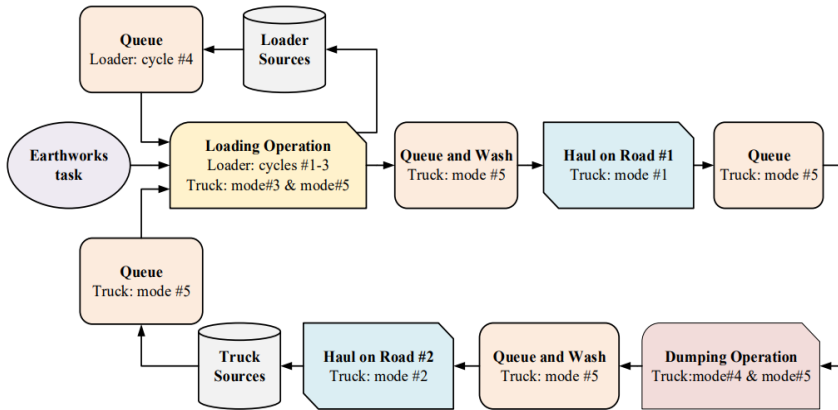 Queue
Loader: cycle #4
Loader
Sources
Earthworks
task
Loading Operation
Loader: cycles #1-3
Truck: mode#3 & mode#5
Queue and Wash
Truck: mode #5
Haul on Road #1
Truck: mode #1
Queue
Truck: mode #5
Queue
Truck: mode #5
Truck
Sources
Haul on Road #2
Truck: mode #2
Queue and Wash
Truck: mode #5
Dumping Operation
Truck:mode#4 & mode#5